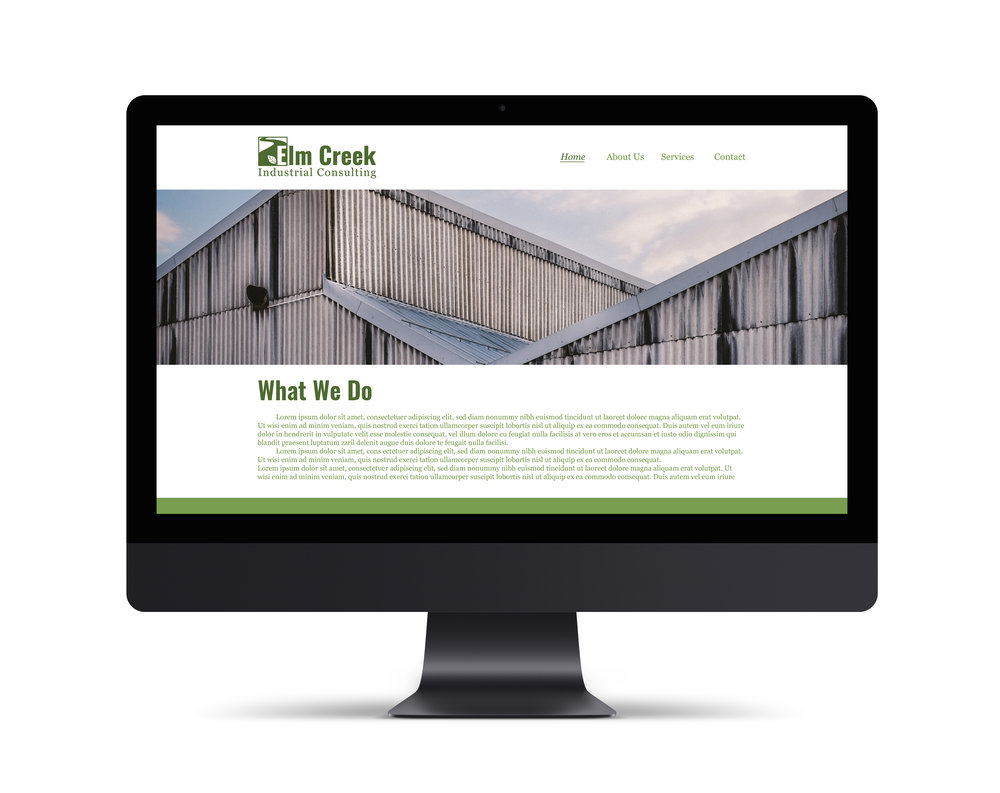 Elm Creek
Industrial Consulting
Home About Us Services Contact
What We Do
Lorem ipsum dolor sit amet, consectetuer adipiscing elit, sed diam nonummy nibh euismod tincidunt ut laoreet dolore magna aliquam erat volutpat.
Ut wisi enim ad minim veniam, quis nostrud exerci tation ullamcorper suscipit lobortis nisl ut aliquip ex ea commodo consequat. Duis autem vel eum iriure
dolor in hendrerit in vulputate velit esse molestie consequat, vel illum dolore eu feugiat nulla facilisis at vero eros et accumsan et iusto odio dignissim qui
blandit praesent luptatum zzril delenit augue duis dolore te feugait nulla facilisi.
Lorem ipsum dolor sit amet, cons ectetuer adipiscing elit, sed diam nonummy nibh euismod tincidunt ut laoreet dolore magna aliquam erat volutpat.
Ut wisi enim ad minim veniam, quis nostrud exerci tation ullamcorper suscipit lobortis nisl ut aliquip ex ea commodo consequat.
Lorem ipsum dolor sit amet, consectetuer adipiscing elit, sed diam nonummy nibh euismod tincidunt ut laoreet dolore magna aliquam erat volutpat. Ut
wisi enim ad minim veniam, quis nostrud exerci tation ullamcorper suscipit lobortis nisl ut aliquip ex ea commodo consequat. Duis autem vel eum iriure